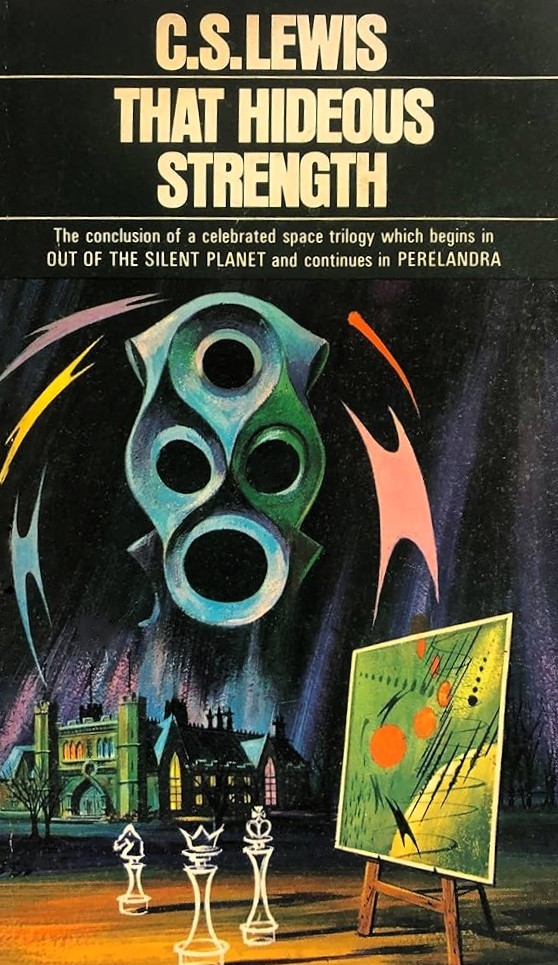 C.S.LEWIS
THAT HIDEOUS
STRENGTH
The conclusion of a celebrated space trilogy which begins in
OUT OF THE SILENT PLANET and continues in PERELANDRA